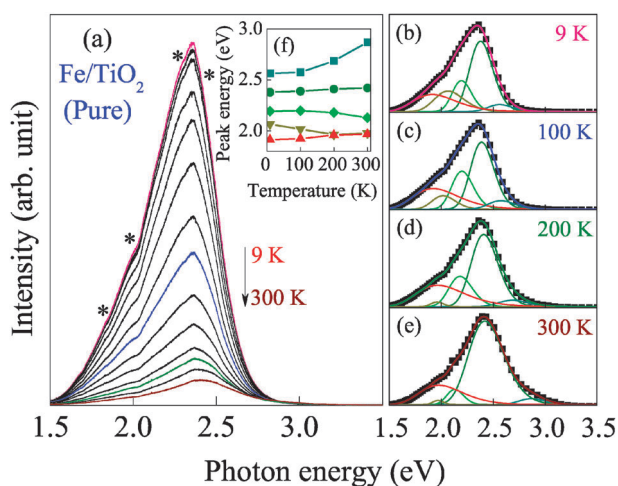 (a)
Fe/TiO2
(Pure)
* * * *
9 K
300 K
Intensity (arb. unit)
1.5 2.0 2.5 3.0
(f)
Peak energy (eV)
3.0
2.5
2.0
0 100 200 300
Temperature (K)
(b) 9 K
(c) 100 K
(d) 200 K
(e) 300 K
1.5 2.0 2.5 3.0 3.5
Photon energy (eV)